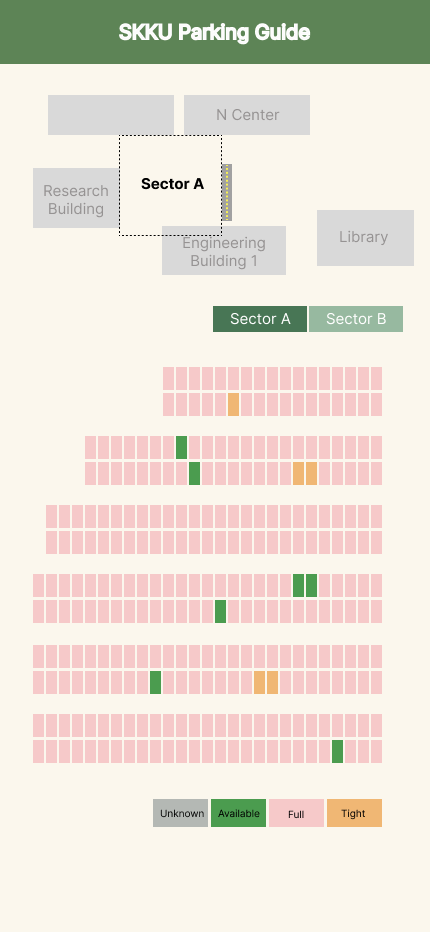 SKKU Parking Guide
N Center
Sector A
Research
Building
Library
Engineering
Building 1
Sector A
Sector B
Unknown
Available
Full
Tight